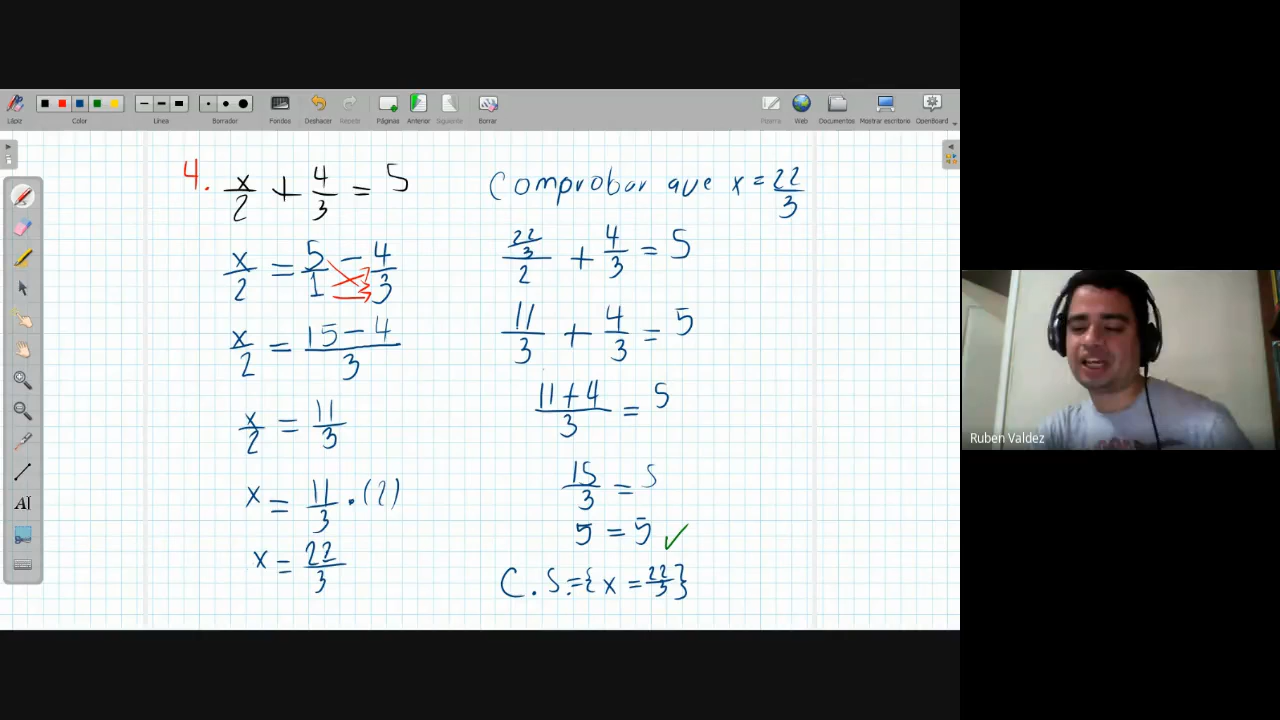 Lápiz Color Línea Borrador Fondos Deshacer Repetir Páginas Anterior Siguiente Borrar Web Documentos Mostrar escritorio OpenBoard
4. x/2 + 4/3 = 5
x/2 = 5/1 - 4/3
x/2 = (15 - 4)/3
x/2 = 11/3
x = 11/3 • (2)
x = 22/3
Comprobar que x = 22/3
(22/3)/2 + 4/3 = 5
11/3 + 4/3 = 5
(11 + 4)/3 = 5
15/3 = 5
5 = 5 ✓
C.S.={x = 22/3}
AI
Ruben Valdez